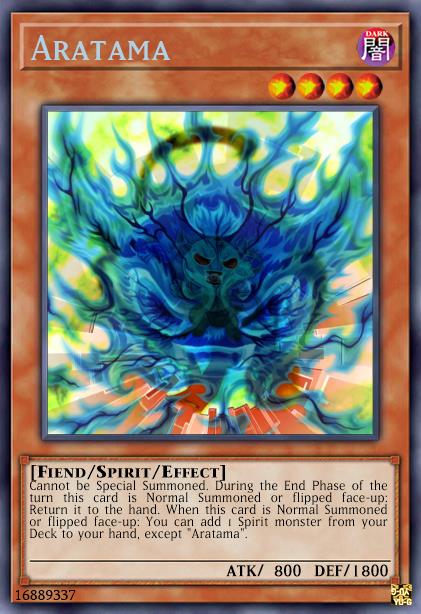 Aratama
DARK
闇
[Fiend/Spirit/Effect]
Cannot be Special Summoned. During the End Phase of the
turn this card is Normal Summoned or flipped face-up:
Return it to the hand. When this card is Normal Summoned
or flipped face-up: You can add 1 Spirit monster from your
Deck to your hand, except "Aratama".
ATK/ 800 DEF/1800
16889337